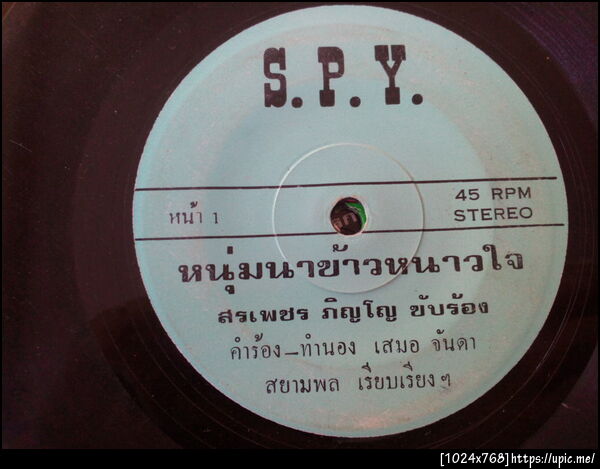 S.P.Y.
45 RPM
หน้า 1
STEREO
หนุ่มนาข้าวหนาวใจ
สรเพชร ภิญโญ ขับร้อง
คำร้อง–ทำนอง เสมอ จันดา
สยามพล เรียบเรียงฯ
[1024x768]https://upic.me/